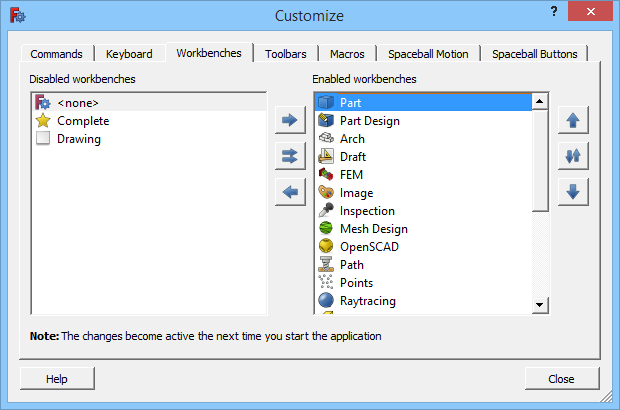 Customize
?
Commands
Keyboard
Workbenches
Toolbars
Macros
Spaceball Motion
Spaceball Buttons
Disabled workbenches
<none>
Complete
Drawing
Enabled workbenches
Part
Part Design
Arch
Draft
FEM
Image
Inspection
Mesh Design
OpenSCAD
Path
Points
Raytracing
Note: The changes become active the next time you start the application
Help
Close